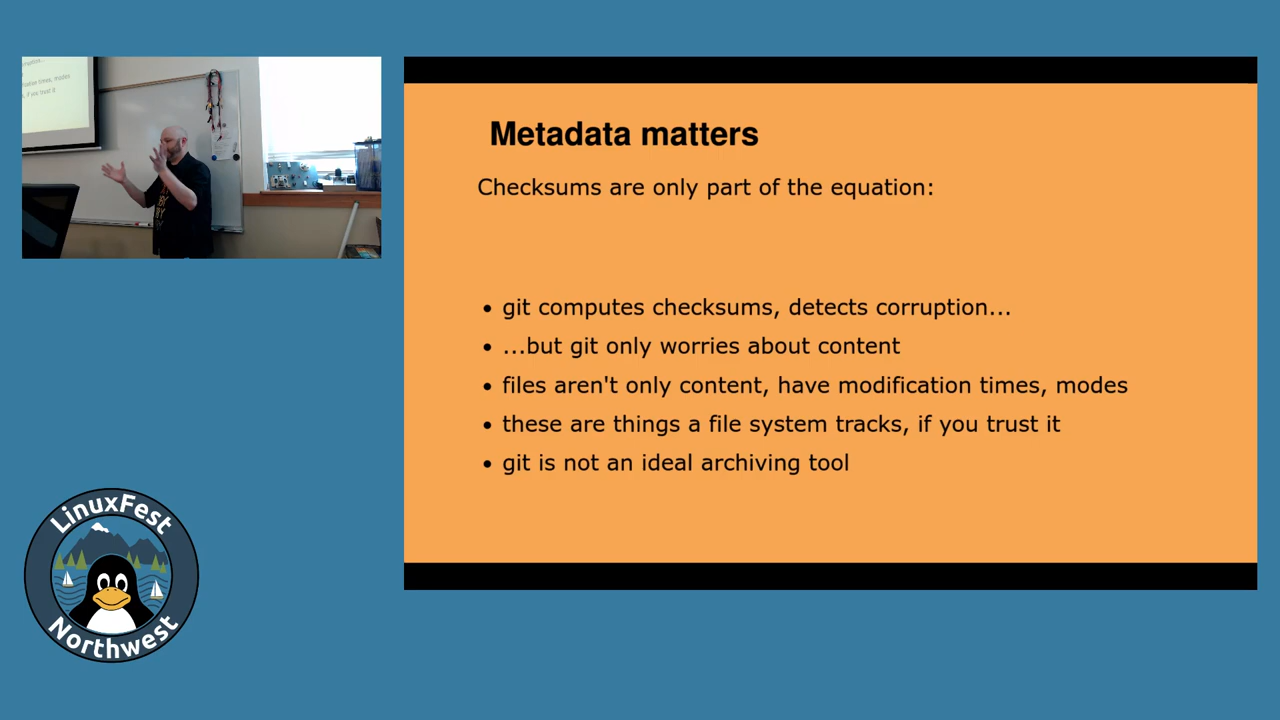 Metadata matters
Checksums are only part of the equation:
• git computes checksums, detects corruption...
• ...but git only worries about content
• files aren't only content, have modification times, modes
• these are things a file system tracks, if you trust it
• git is not an ideal archiving tool
LinuxFest
Northwest